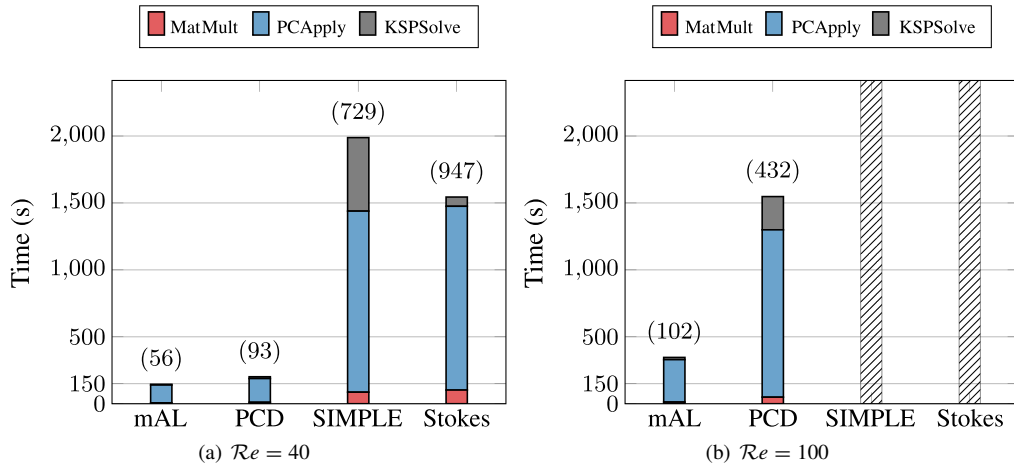 MatMult PCApply KSPSolve
Time (s)
2,000
1,500
1,000
500
150
0
(56)
(93)
(729)
(947)
mAL PCD SIMPLE Stokes
(a) Re = 40
MatMult PCApply KSPSolve
Time (s)
2,000
1,500
1,000
500
150
0
(102)
(432)
mAL PCD SIMPLE Stokes
(b) Re = 100